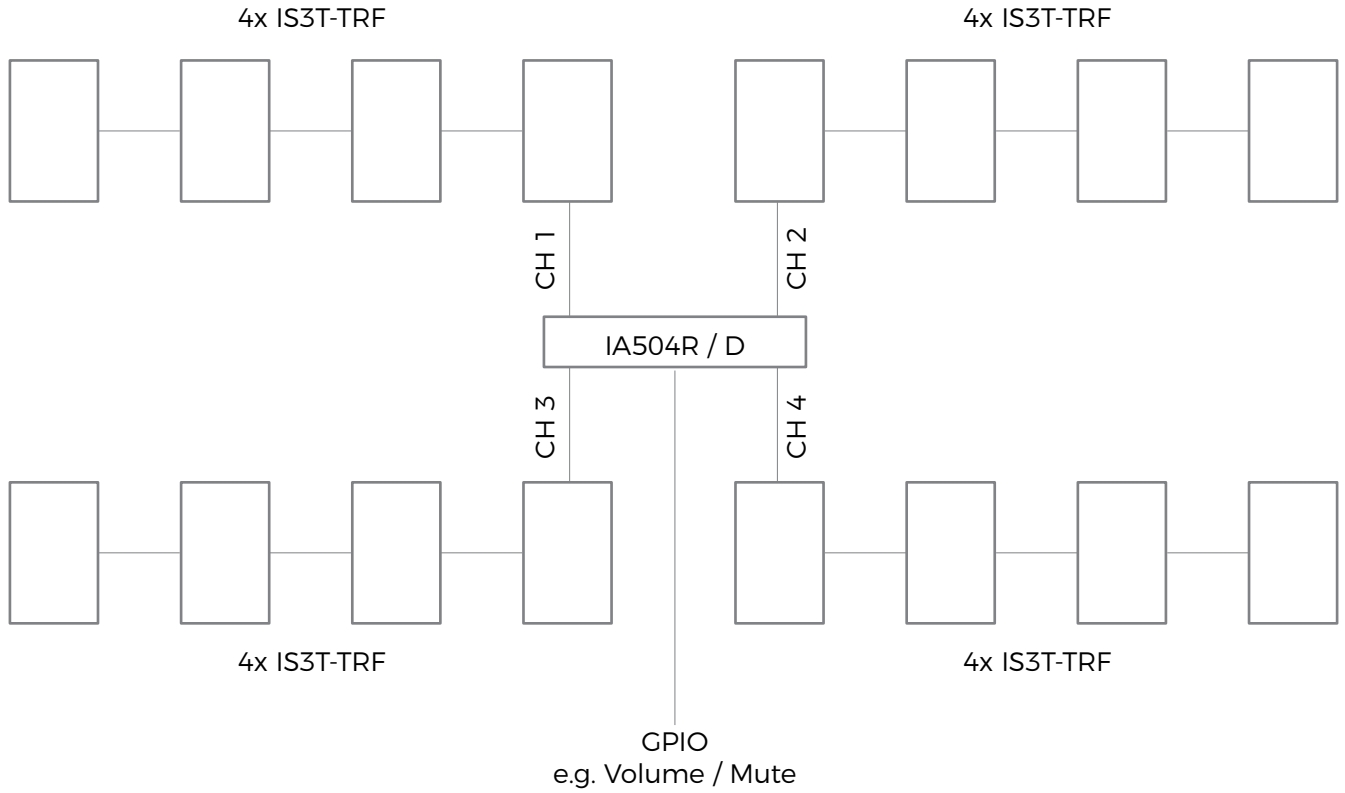 4x IS3T-TRF
4x IS3T-TRF
CH 1
CH 2
IA504R / D
CH 3
CH 4
4x IS3T-TRF
4x IS3T-TRF
GPIO
e.g. Volume / Mute